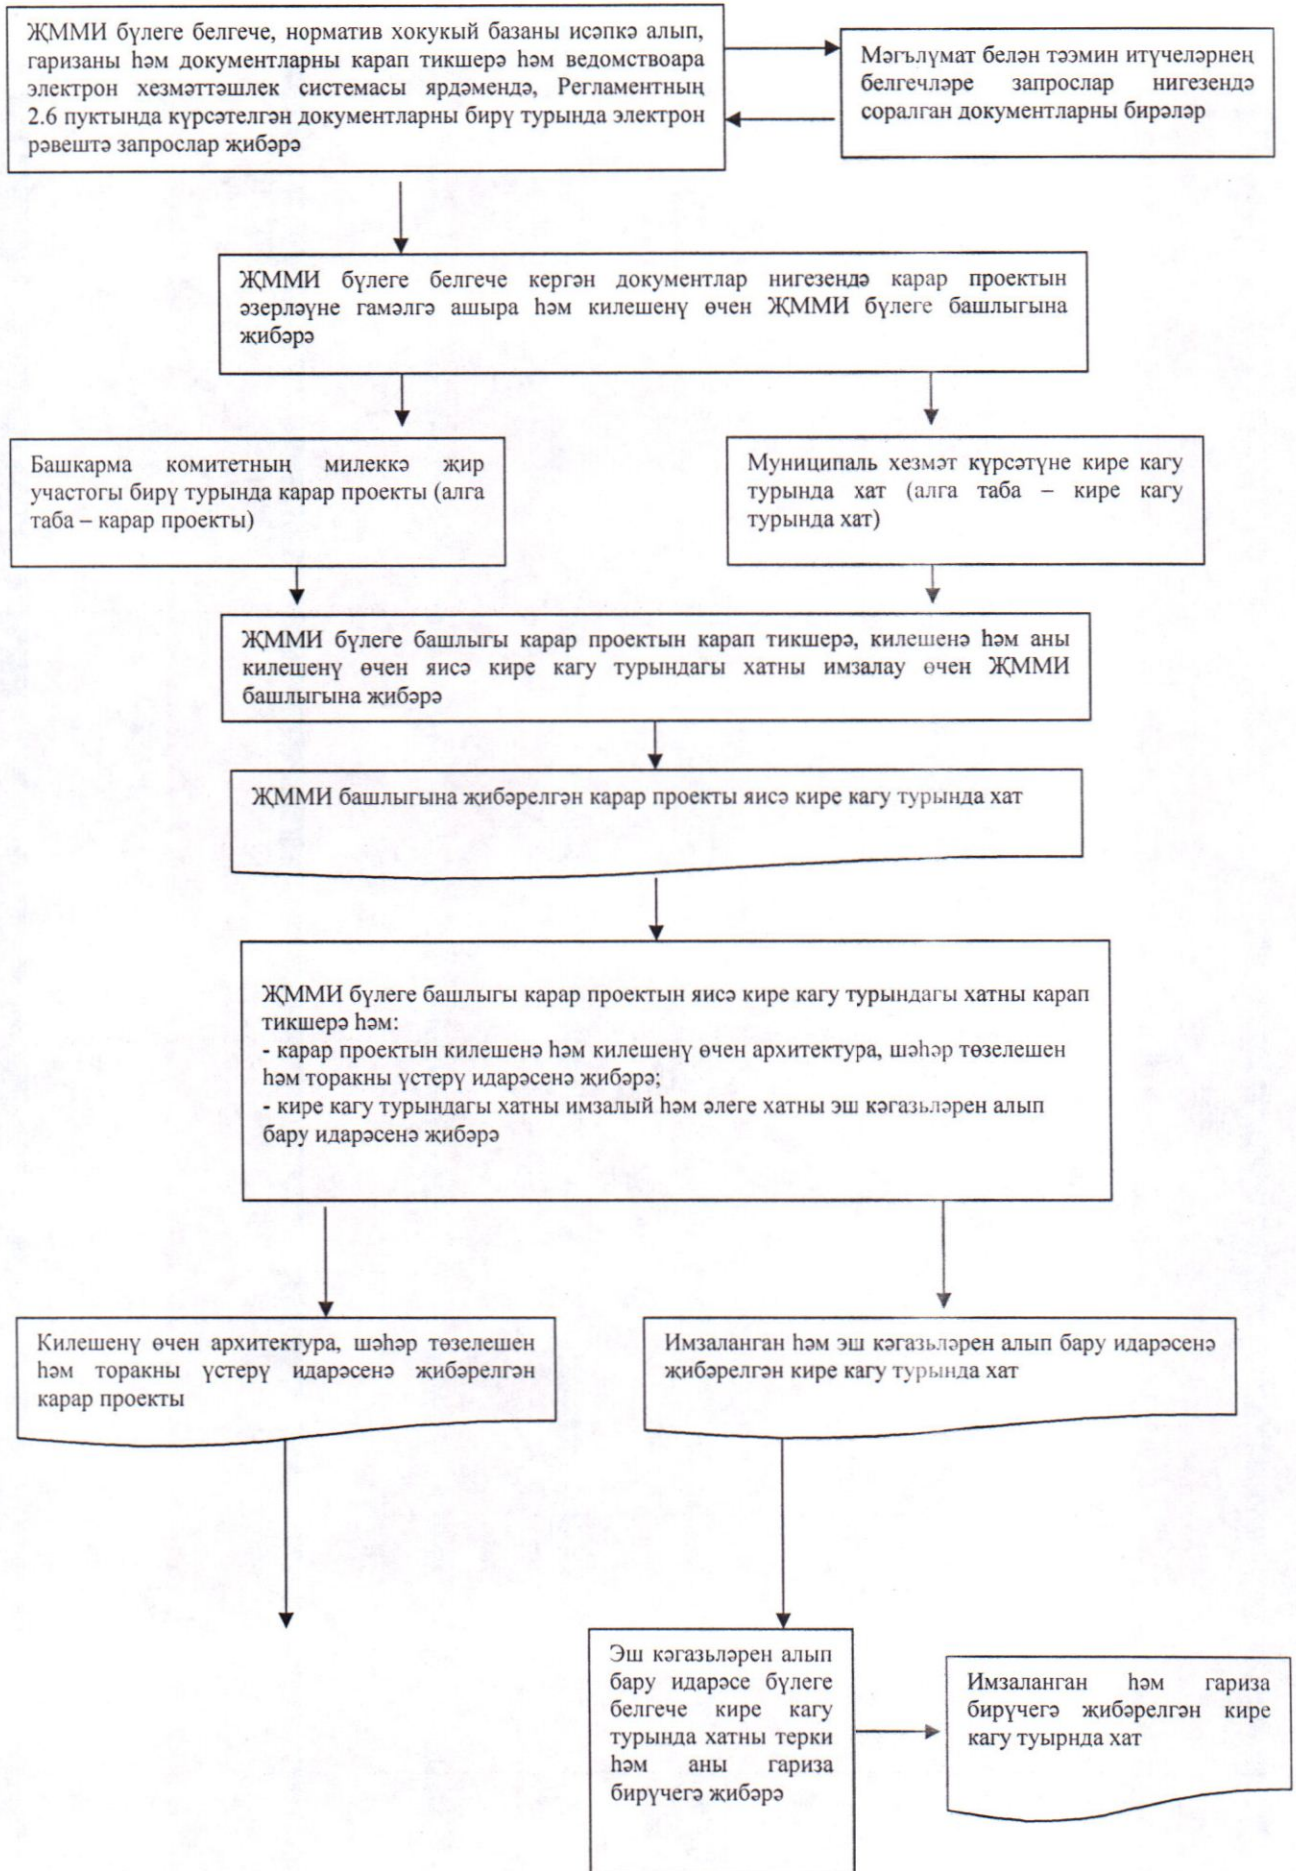 ҖММИ бүлеге белгече, норматив хокукый базаны исәпкә алып,
гаризаны һәм документларны карап тикшерә һәм ведомствоара
электрон хезмәттәшлек системасы ярдәмендә, Регламентның
2.6 пуктында күрсәтелгән документларны бирү турында электрон
рәвештә запрослар җибәрә
Мәгълүмат белән тәэмин итүчеләрнең
белгечләре запрослар нигезендә
соралган документларны бирәләр
ҖММИ бүлеге белгече кергән документлар нигезендә карар проектын
әзерләүне гамәлгә ашыра һәм килешенү өчен ҖММИ бүлеге башлыгына
җибәрә
Башкарма комитетның милеккә җир
участогы бирү турында карар проекты (алга
таба – карар проекты)
Муниципаль хезмәт күрсәтүне кире кагу
турында хат (алга таба – кире кагу
турында хат)
ҖММИ бүлеге башлыгы карар проектын карап тикшерә, килешенә һәм аны
килешенү өчен яисә кире кагу турындагы хатны имзалау өчен ҖММИ
башлыгына җибәрә
ҖММИ башлыгына җибәрелгән карар проекты яисә кире кагу турында хат
ҖММИ бүлеге башлыгы карар проектын яисә кире кагу турындагы хатны карап
тикшерә һәм:
- карар проектын килешенә һәм килешенү өчен архитектура, шәһәр төзелешен
һәм торакны үстерү идарәсенә җибәрә;
- кире кагу турындагы хатны имзалый һәм әлеге хатны эш кәгазьләрен алып
бару идарәсенә җибәрә
Килешенү өчен архитектура, шәһәр төзелешен
һәм торакны үстерү идарәсенә җибәрелгән
карар проекты
Имзаланган һәм эш кәгазьләрен алып бару идарәсенә
җибәрелгән кире кагу турында хат
Эш кәгазьләрен алып
бару идарәсе бүлеге
белгече кире кагу
турында хатны терки
һәм аны гариза
бирүчегә җибәрә
Имзаланган һәм гариза
бирүчегә җибәрелгән кире
кагу туырнда хат